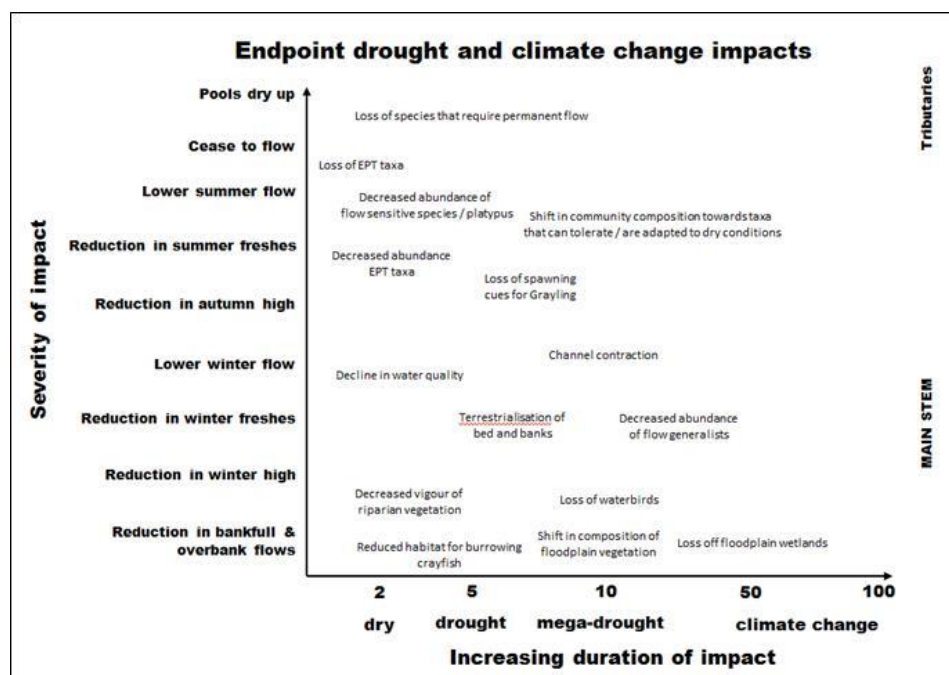 Endpoint drought and climate change impacts
Tributaries
Pools dry up
Loss of species that require permanent flow
Cease to flow
Loss of EPT taxa
Lower summer flow
Decreased abundance of
flow sensitive species / platypus
Shift in community composition towards taxa
that can tolerate / are adapted to dry conditions
Reduction in summer freshes
Decreased abundance
EPT taxa
Loss of spawning
cues for Grayling
Reduction in autumn high
Severity of impact
Channel contraction
Lower winter flow
Decline in water quality
MAIN STEM
Reduction in winter freshes
Terrestrialisation of
bed and banks
Decreased abundance
of flow generalists
Reduction in winter high
Decreased vigour of
riparian vegetation
Loss of waterbirds
Reduction in bankfull &
overbank flows
Reduced habitat for burrowing
crayfish
Shift in composition of
floodplain vegetation
Loss off floodplain wetlands
2 5 10 50 100
dry drought mega-drought climate change
Increasing duration of impact